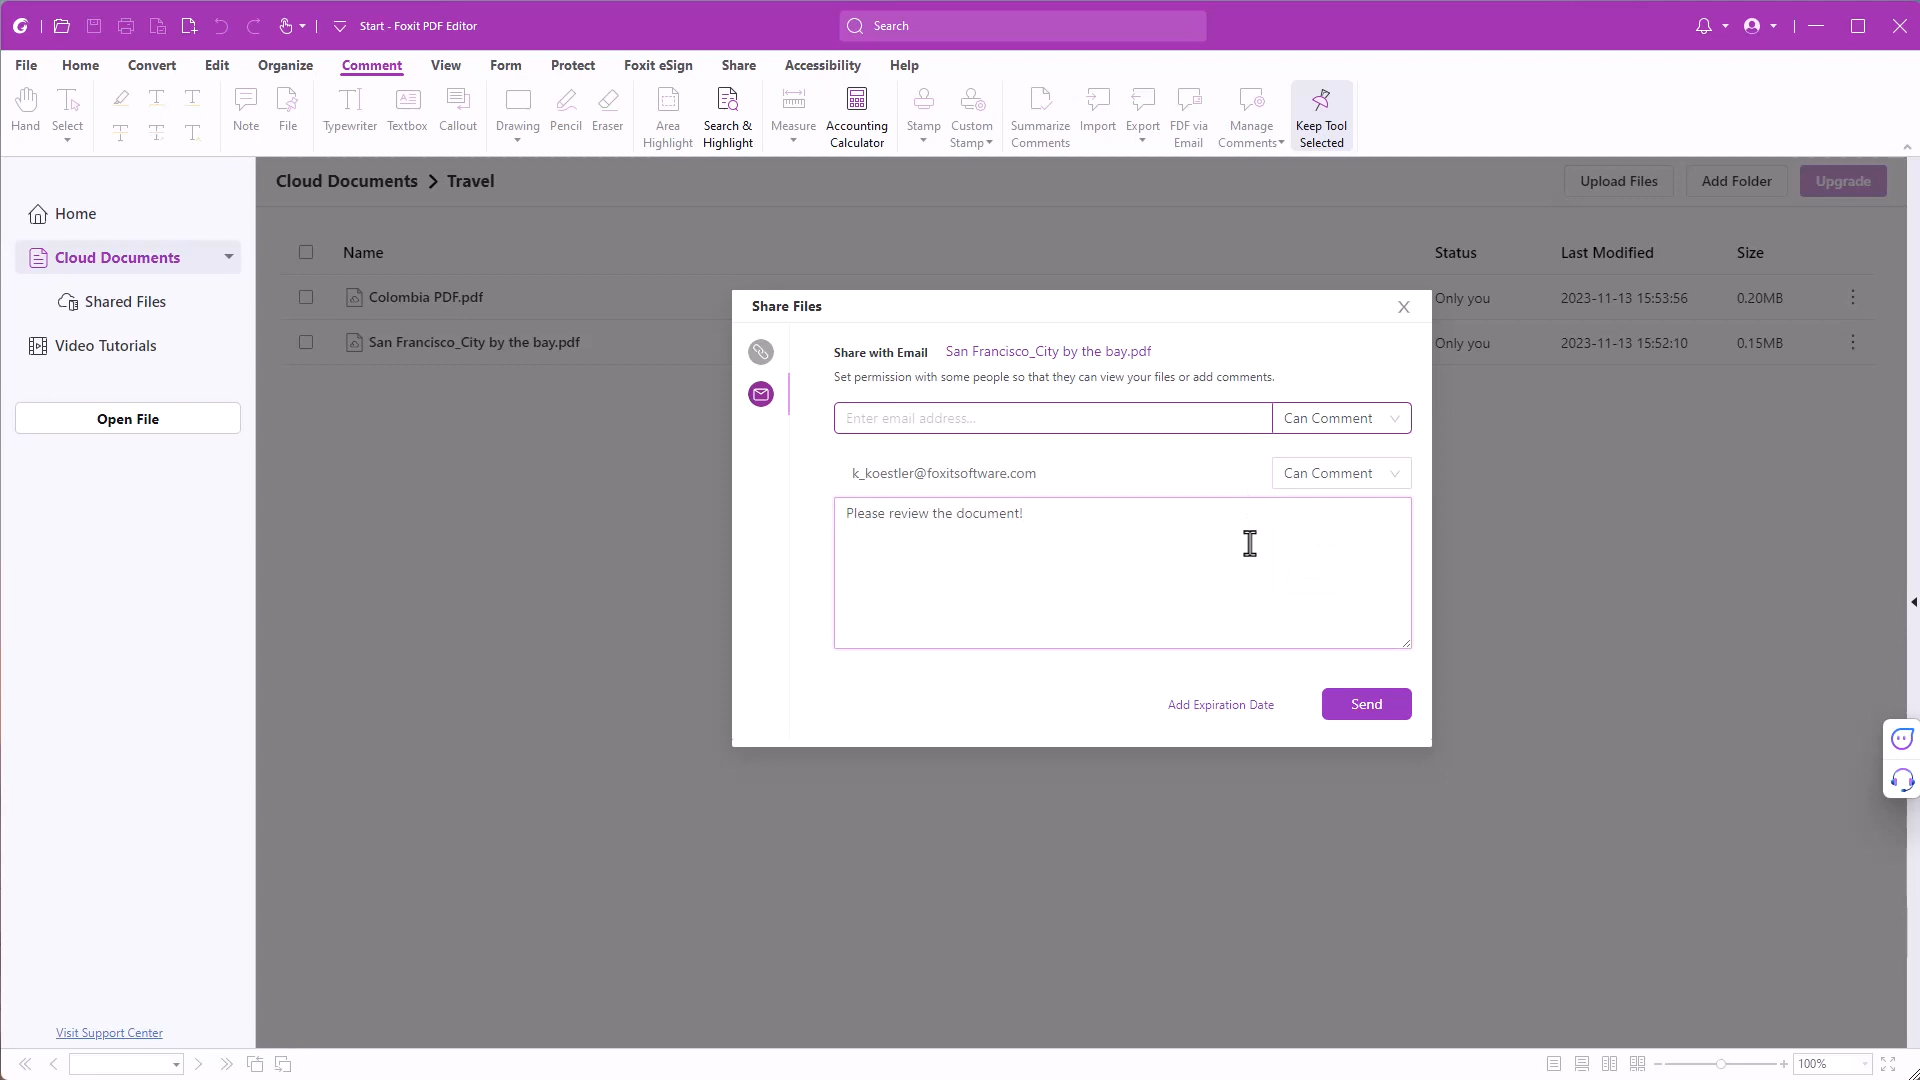 Start - Foxit PDF Editor
Search
File Home Convert Edit Organize Comment View Form Protect Foxit eSign Share Accessibility Help
Hand
Select
Note
File
Typewriter
Textbox
Callout
Drawing
Pencil
Eraser
Area
Highlight
Search &
Highlight
Measure
Accounting
Calculator
Stamp
Custom
Stamp
Summarize
Comments
Import
Export
FDF via
Email
Manage
Comments
Keep Tool
Selected
Home
Cloud Documents
Shared Files
Video Tutorials
Open File
Visit Support Center
Cloud Documents > Travel
Upload Files
Add Folder
Upgrade
Name Status Last Modified Size
Colombia PDF.pdf Only you 2023-11-13 15:53:56 0.20MB
San Francisco_City by the bay.pdf Only you 2023-11-13 15:52:10 0.15MB
Share Files
Share with Email San Francisco_City by the bay.pdf
Set permission with some people so that they can view your files or add comments.
Enter email address... Can Comment
k_koestler@foxitsoftware.com Can Comment
Please review the document!
Add Expiration Date
Send
100%